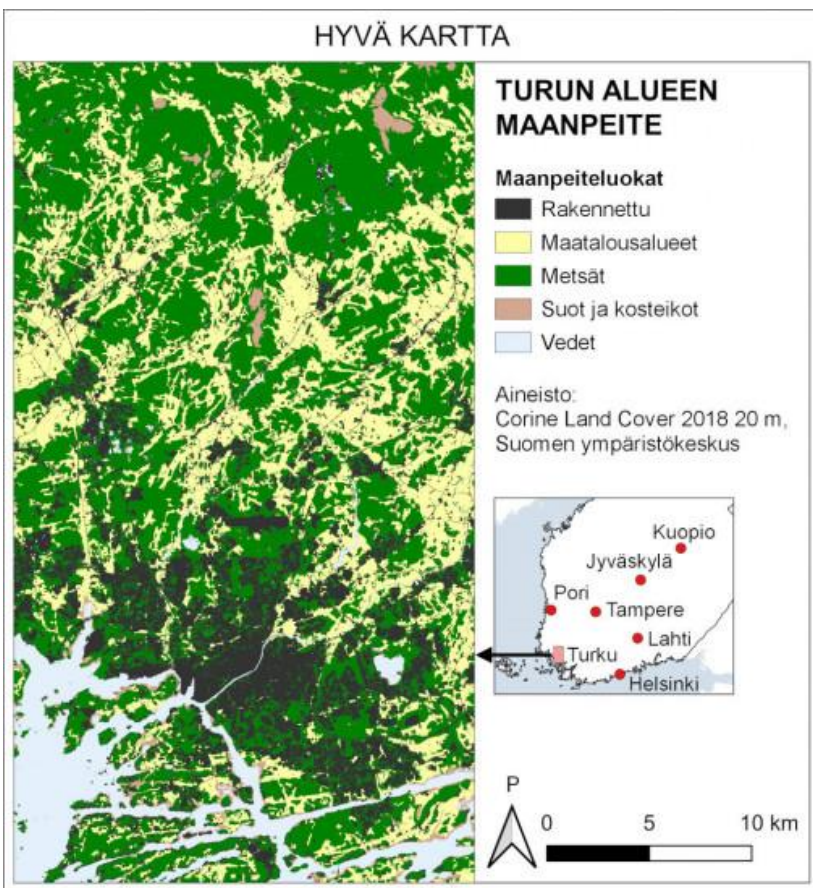 HYVÄ KARTTA
TURUN ALUEEN
MAANPEITE
Maanpeiteluokat
Rakennettu
Maatalousalueet
Metsät
Suot ja kosteikot
Vedet
Aineisto:
Corine Land Cover 2018 20 m,
Suomen ympäristökeskus
Kuopio
Jyväskylä
Pori
Tampere
Lahti
Turku
Helsinki
P
0 5 10 km